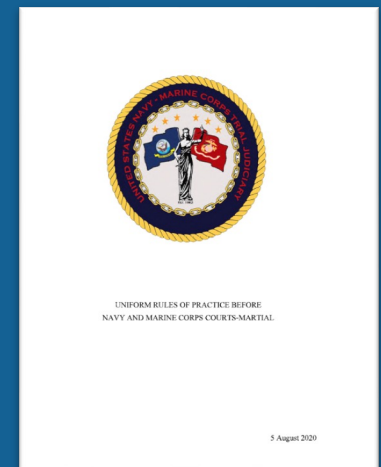 UNITED STATES NAVY - MARINE CORPS TRIAL JUDICIARY
UNIFORM RULES OF PRACTICE BEFORE
NAVY AND MARINE CORPS COURTS-MARTIAL
5 August 2020